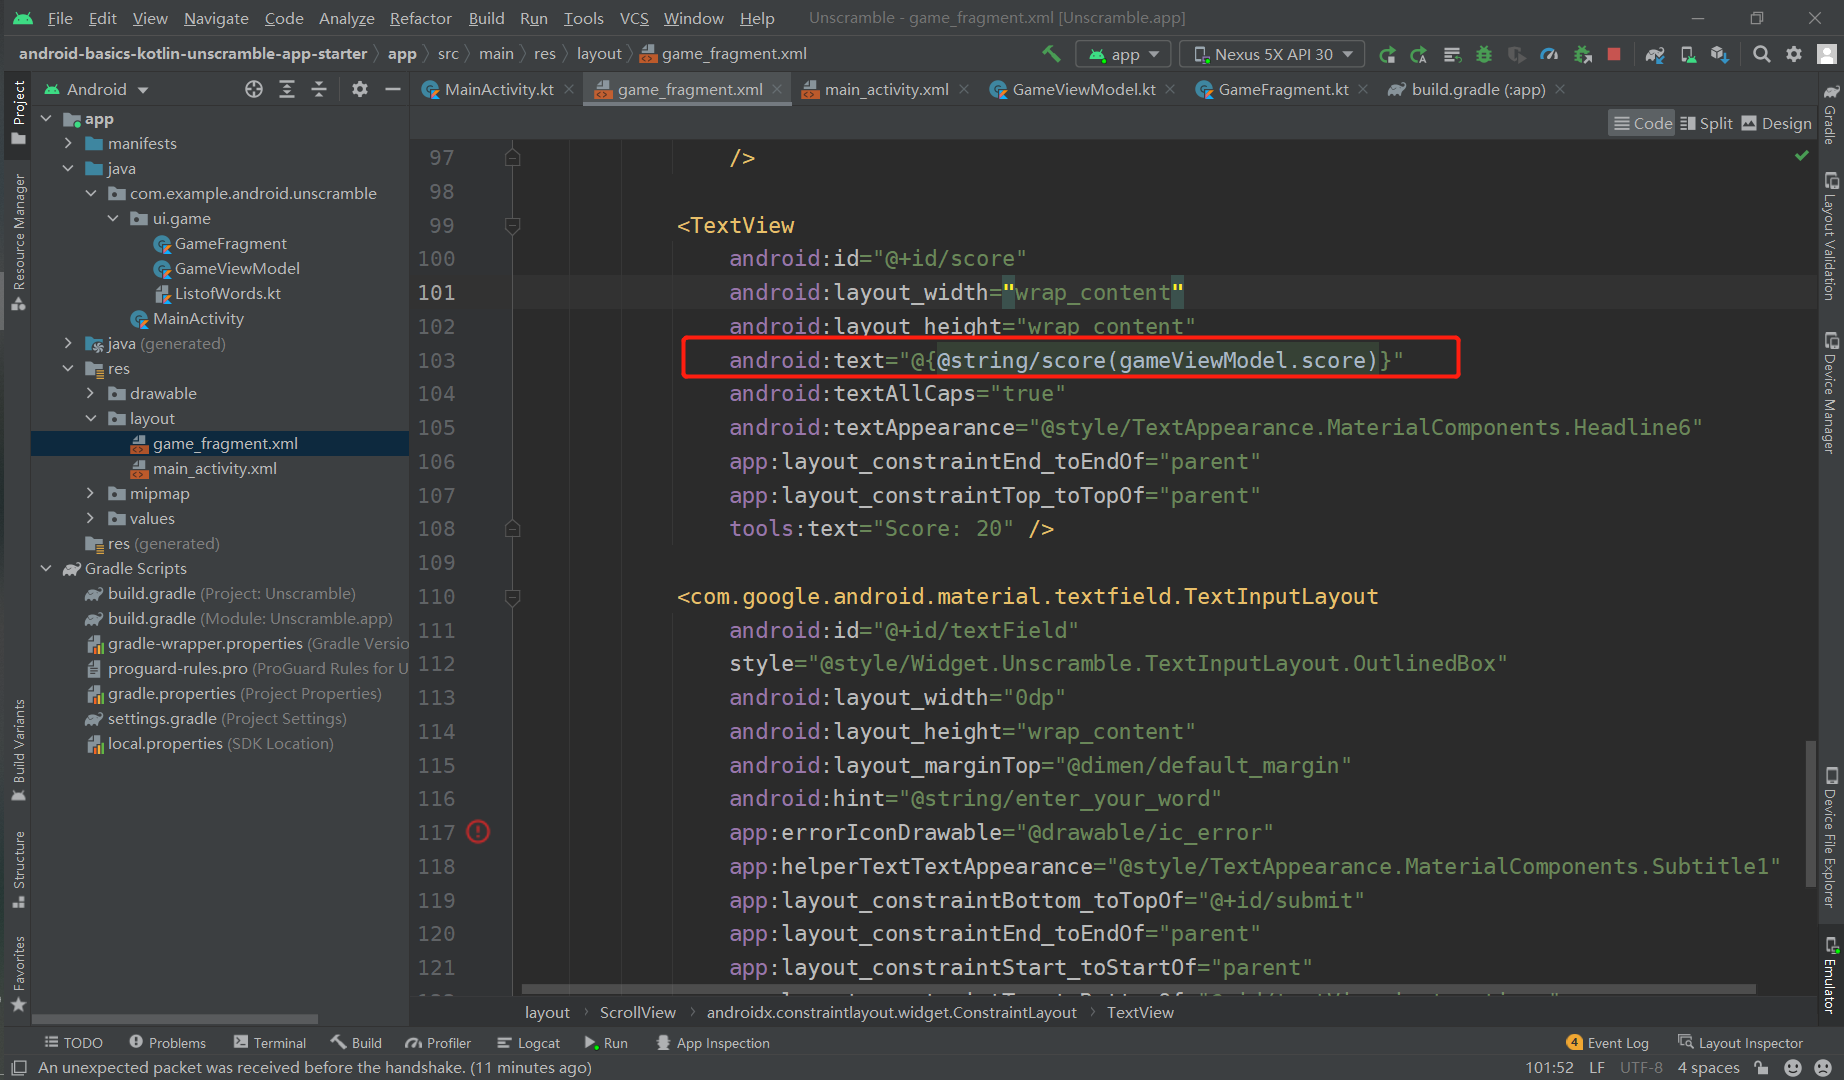 File Edit View Navigate Code Analyze Refactor Build Run Tools VCS Window Help Unscramble - game_fragment.xml [Unscramble.app]
android-basics-kotlin-unscramble-app-starter app src main res layout game_fragment.xml app Nexus 5X API 30
Android MainActivity.kt game_fragment.xml main_activity.xml GameViewModel.kt GameFragment.kt build.gradle (:app)
Code Split Design
Project
Resource Manager
Build Variants
Structure
Favorites
app
manifests
java
com.example.android.unscramble
ui.game
GameFragment
GameViewModel
ListofWords.kt
MainActivity
java (generated)
res
drawable
layout
game_fragment.xml
main_activity.xml
mipmap
values
res (generated)
Gradle Scripts
build.gradle (Project: Unscramble)
build.gradle (Module: Unscramble.app)
gradle-wrapper.properties (Gradle Versio
proguard-rules.pro (ProGuard Rules for U
gradle.properties (Project Properties)
settings.gradle (Project Settings)
local.properties (SDK Location)
97 />
98
99 <TextView
100 android:id="@+id/score"
101 android:layout_width="wrap_content"
102 android:layout_height="wrap_content"
103 android:text="@{@string/score(gameViewModel.score)}"
104 android:textAllCaps="true"
105 android:textAppearance="@style/TextAppearance.MaterialComponents.Headline6"
106 app:layout_constraintEnd_toEndOf="parent"
107 app:layout_constraintTop_toTopOf="parent"
108 tools:text="Score: 20" />
109
110 <com.google.android.material.textfield.TextInputLayout
111 android:id="@+id/textField"
112 style="@style/Widget.Unscramble.TextInputLayout.OutlinedBox"
113 android:layout_width="0dp"
114 android:layout_height="wrap_content"
115 android:layout_marginTop="@dimen/default_margin"
116 android:hint="@string/enter_your_word"
117 app:errorIconDrawable="@drawable/ic_error"
118 app:helperTextTextAppearance="@style/TextAppearance.MaterialComponents.Subtitle1"
119 app:layout_constraintBottom_toTopOf="@+id/submit"
120 app:layout_constraintEnd_toEndOf="parent"
121 app:layout_constraintStart_toStartOf="parent"
Gradle
Layout Validation
Device Manager
Device File Explorer
Emulator
layout ScrollView androidx.constraintlayout.widget.ConstraintLayout TextView
TODO Problems Terminal Build Profiler Logcat Run App Inspection 4 Event Log Layout Inspector
An unexpected packet was received before the handshake. (11 minutes ago) 101:52 LF UTF-8 4 spaces